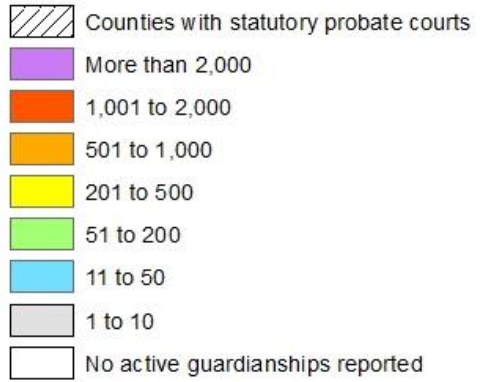 Counties with statutory probate courts
More than 2,000
1,001 to 2,000
501 to 1,000
201 to 500
51 to 200
11 to 50
1 to 10
No active guardianships reported